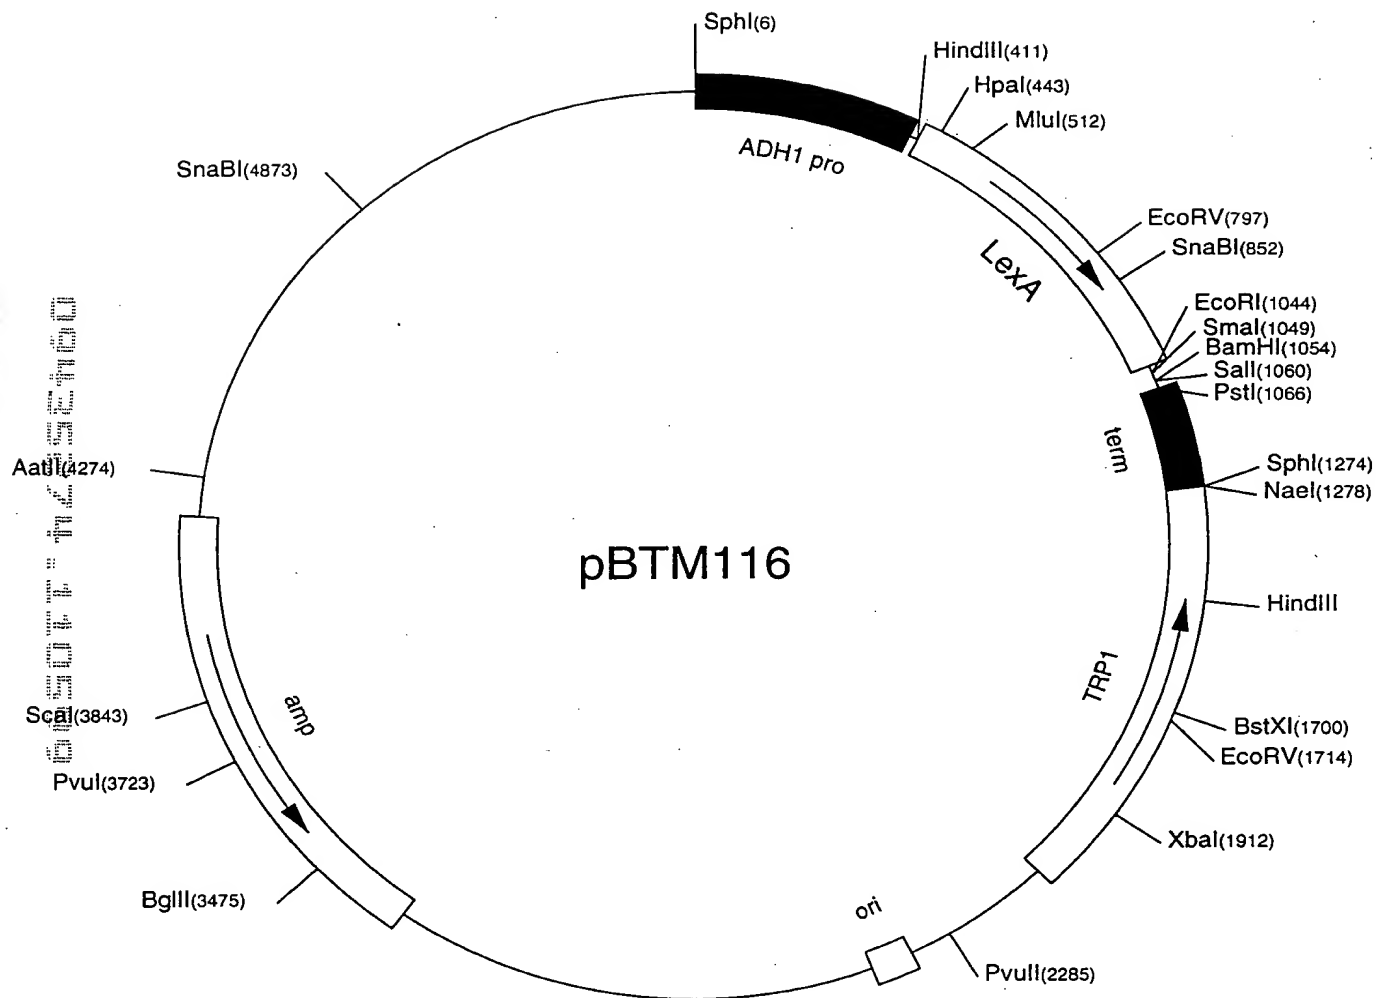 SphI(6)
HindIII(411)
HpaI(443)
MluI(512)
ADH1 pro
SnaBI(4873)
EcoRV(797)
SnaBI(852)
LexA
EcoRI(1044)
SmaI(1049)
BamHI(1054)
SalI(1060)
PstI(1066)
term
SphI(1274)
NaeI(1278)
AatII(4274)
pBTM116
HindIII
TRP1
amp
ScaI(3843)
BstXI(1700)
EcoRV(1714)
PvuI(3723)
XbaI(1912)
BglII(3475)
ori
PvuII(2285)